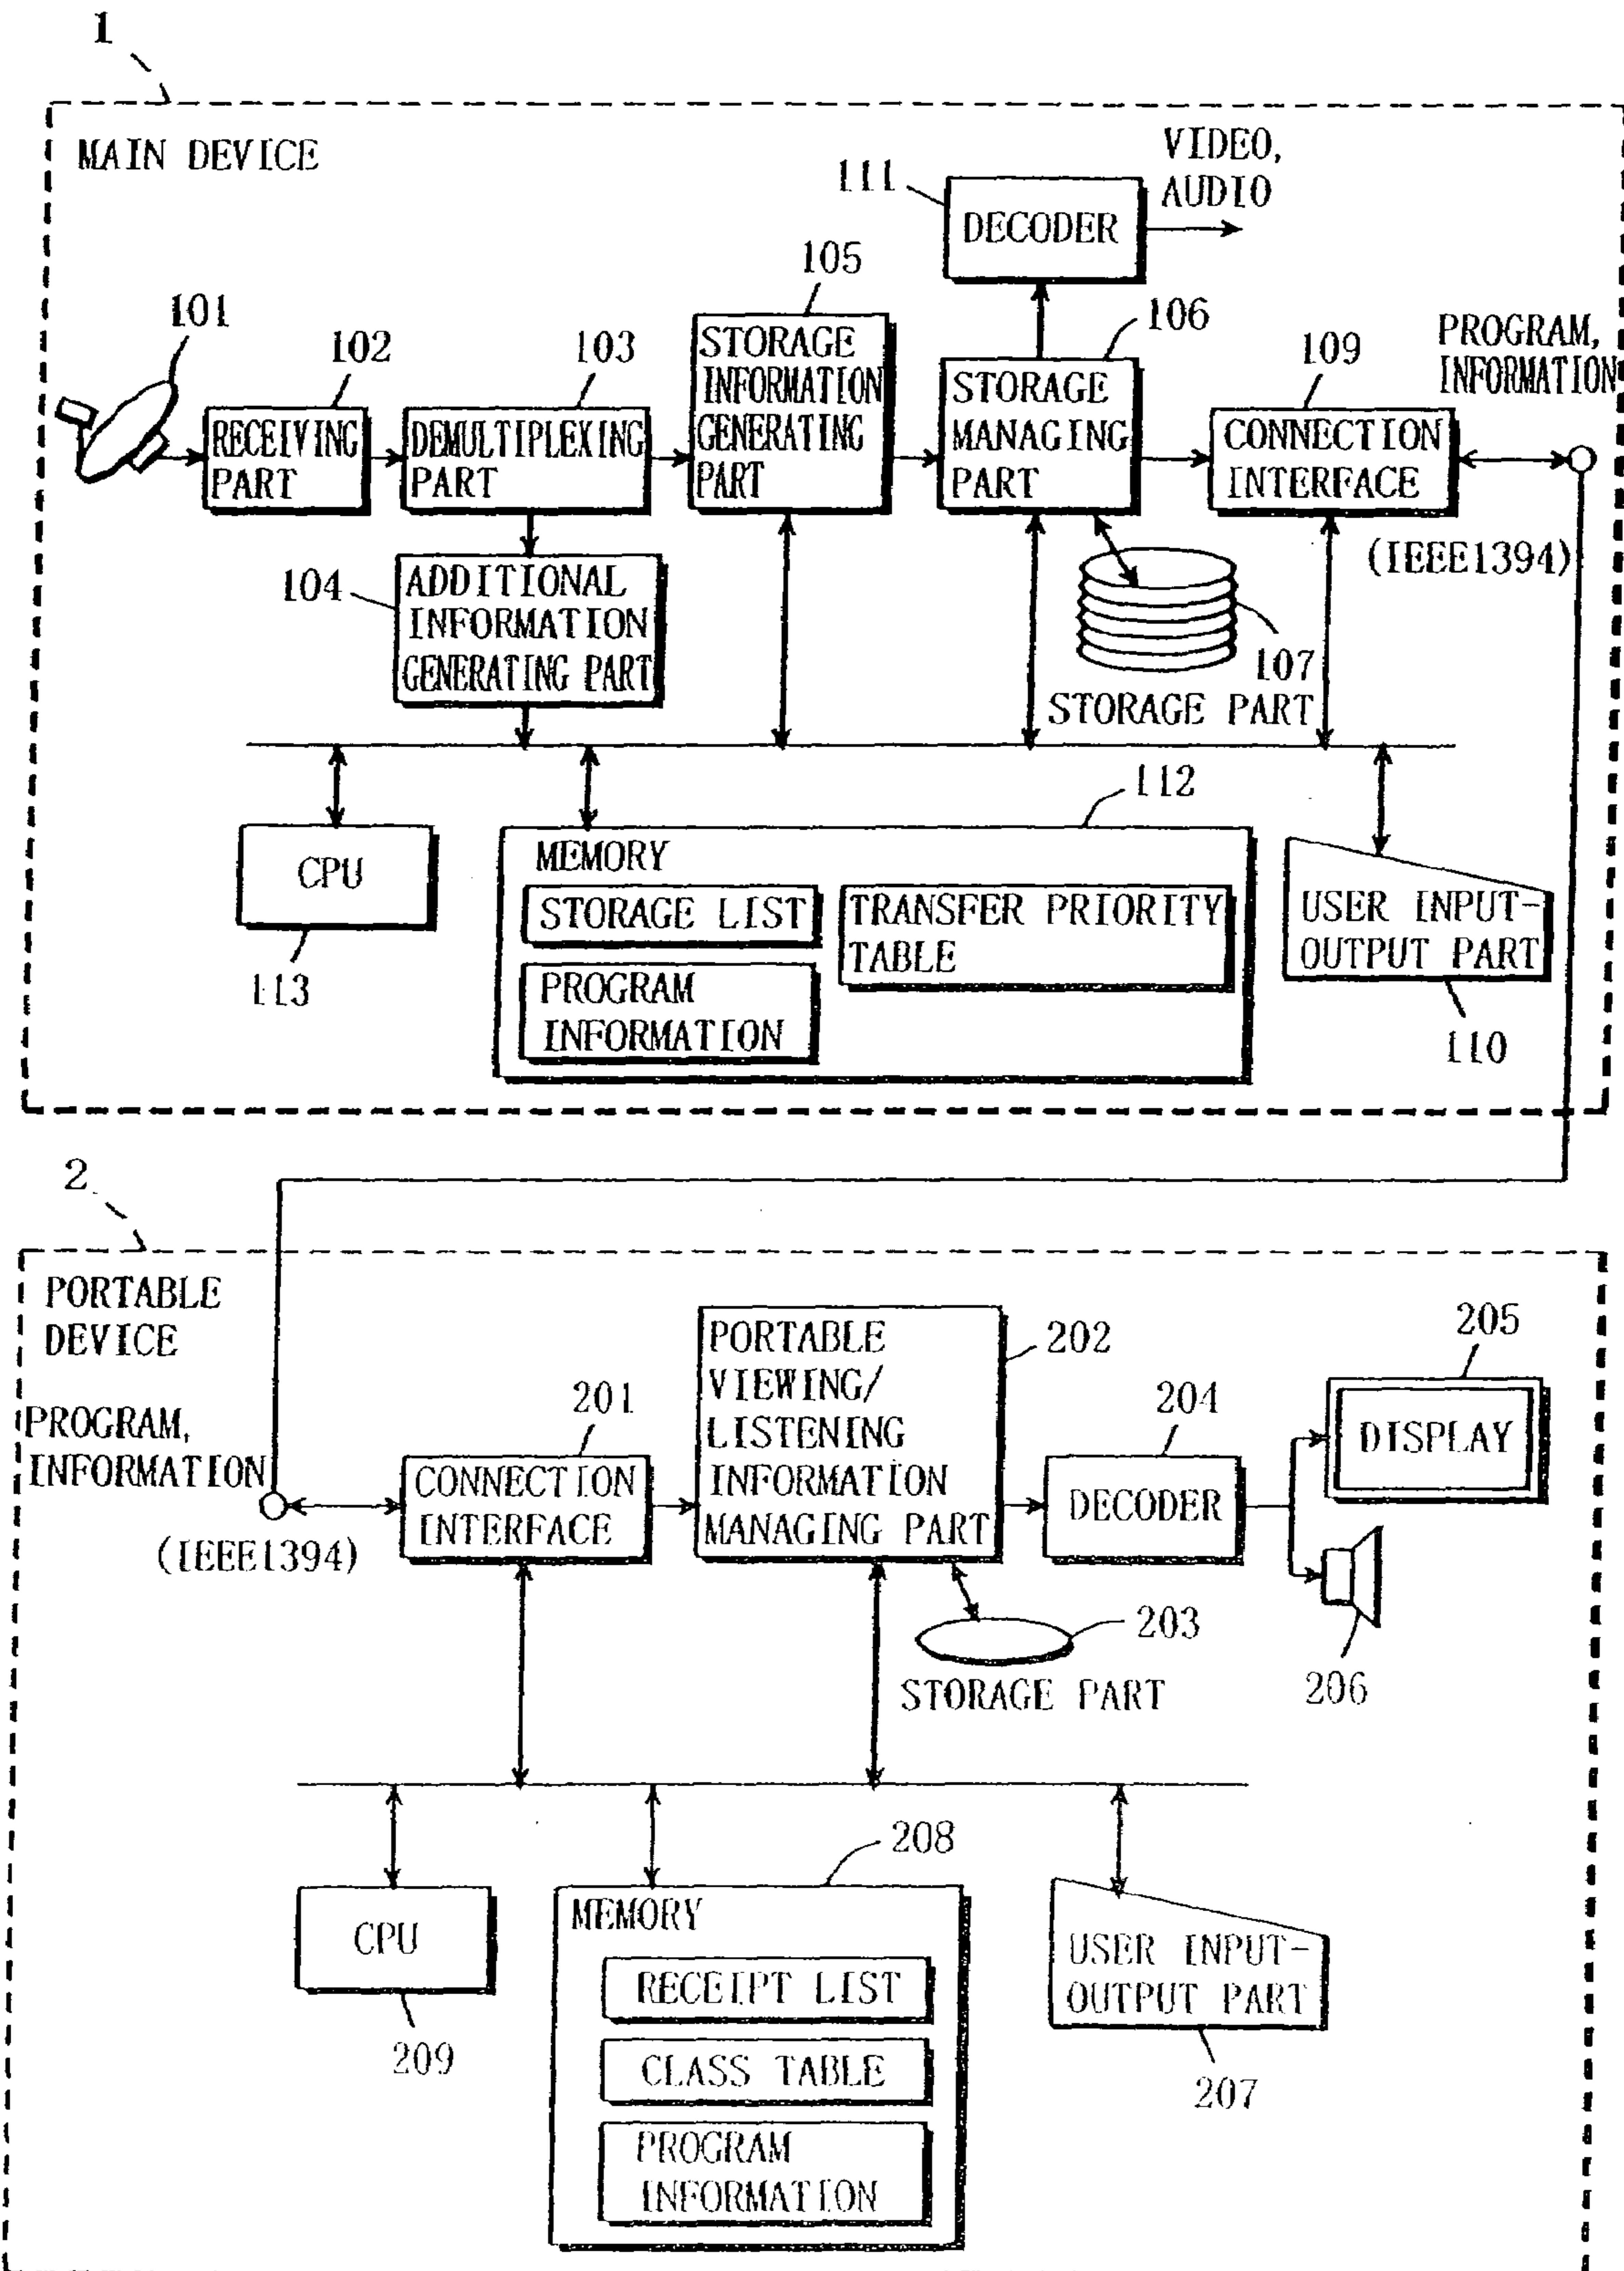 1
MAIN DEVICE
VIDEO,
AUDIO
111
DECODER
105
101
102
103
STORAGE
INFORMATION
GENERATING
PART
106
109
PROGRAM,
INFORMATION
RECEIVING
PART
DEMULTIPLEXING
PART
STORAGE
MANAGING
PART
CONNECTION
INTERFACE
(IEEE1394)
104
ADDITIONAL
INFORMATION
GENERATING PART
107
STORAGE PART
112
CPU
113
MEMORY
STORAGE LIST
TRANSFER PRIORITY
TABLE
PROGRAM
INFORMATION
USER INPUT-
OUTPUT PART
110
2
PORTABLE
DEVICE
PROGRAM,
INFORMATION
(IEEE1394)
201
CONNECTION
INTERFACE
PORTABLE
VIEWING/
LISTENING
INFORMATION
MANAGING PART
202
204
DECODER
205
DISPLAY
203
STORAGE PART
206
208
CPU
209
MEMORY
RECEIPT LIST
CLASS TABLE
PROGRAM
INFORMATION
USER INPUT-
OUTPUT PART
207